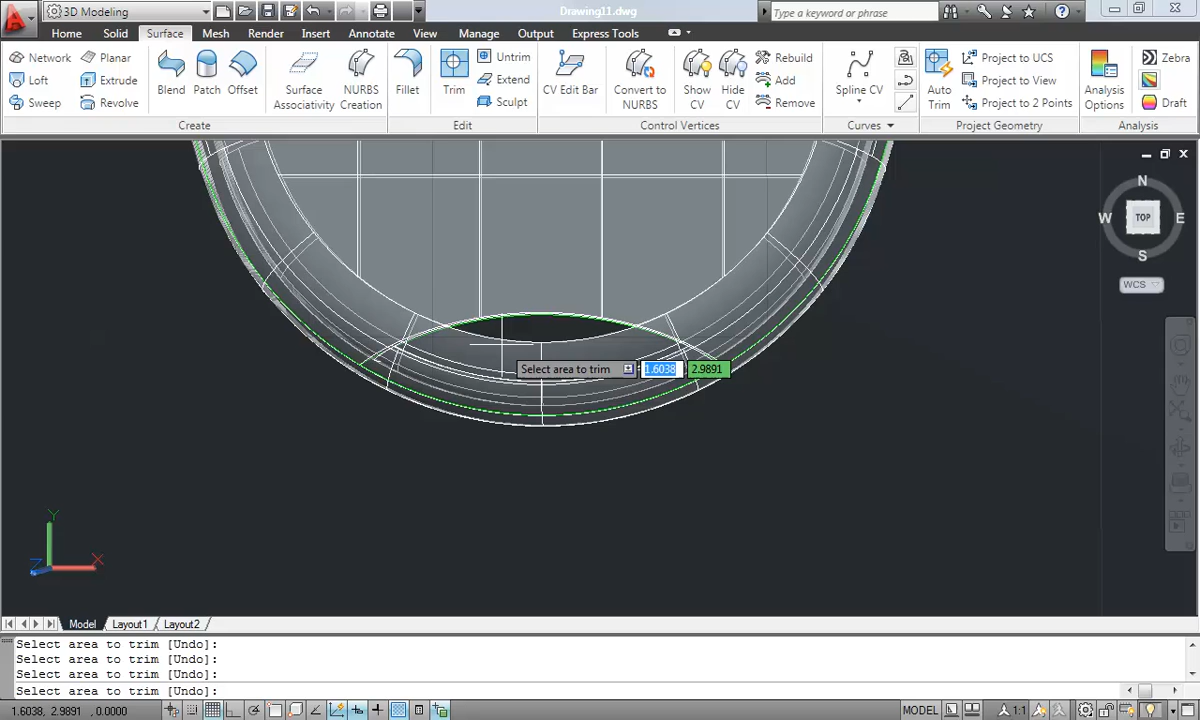 3D Modeling
Drawing11.dwg
Type a keyword or phrase
Home Solid Surface Mesh Render Insert Annotate View Manage Output Express Tools
Network Planar Untrim Rebuild Project to UCS Zebra
Loft Extrude Extend Add Project to View
Sweep Revolve Sculpt Remove Project to 2 Points Draft
Blend Patch Offset Surface Associativity NURBS Creation Fillet Trim CV Edit Bar Convert to NURBS Show CV Hide CV Spline CV Auto Trim Analysis Options
Create Edit Control Vertices Curves Project Geometry Analysis
N
W TOP E
S
WCS
Select area to trim 1.6038 2.9891
Y
X
Z
Model Layout1 Layout2
Select area to trim [Undo]:
Select area to trim [Undo]:
Select area to trim [Undo]:
Select area to trim [Undo]:
1.6038, 2.9891 , 0.0000 MODEL 1:1